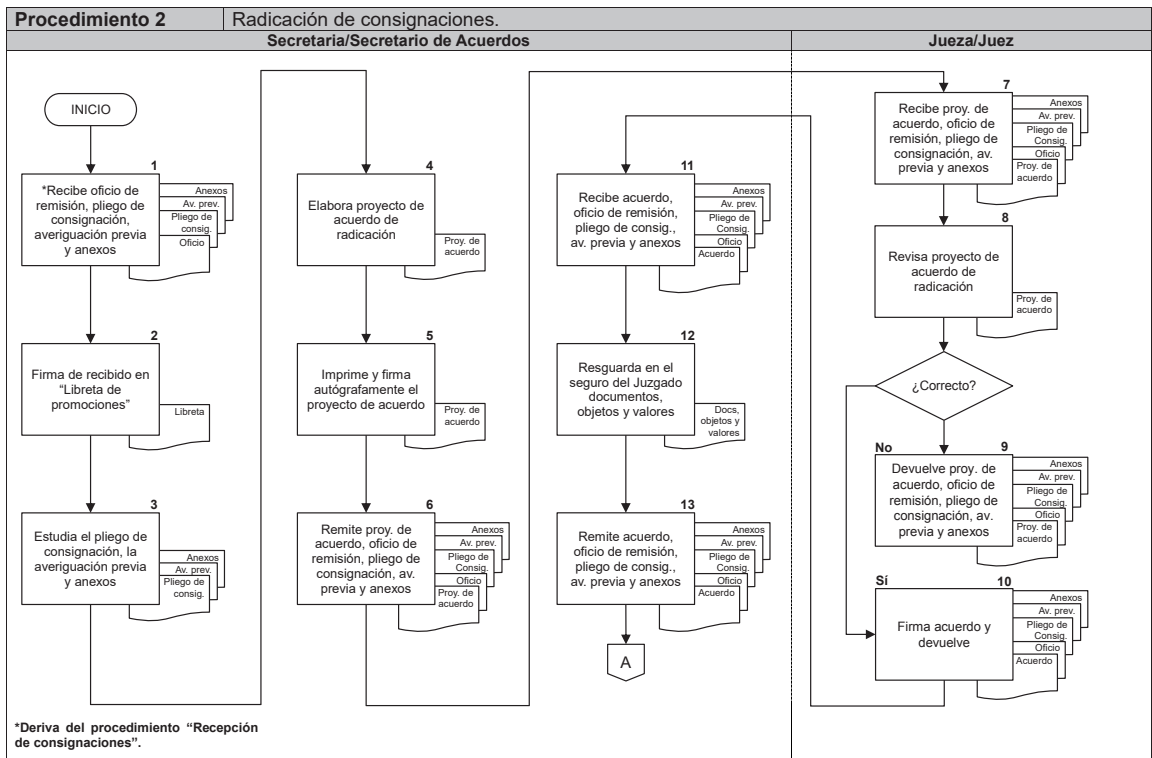 Procedimiento 2
Radicación de consignaciones.
Secretaria/Secretario de Acuerdos
Jueza/Juez
INICIO
1
*Recibe oficio de
remisión, pliego de
consignación,
averiguación previa
y anexos
Anexos
Av. prev.
Pliego de
consig.
Oficio
2
Firma de recibido en
“Libreta de
promociones”
Libreta
3
Estudia el pliego de
consignación, la
averiguación previa
y anexos
Anexos
Av. prev.
Pliego de
consig.
4
Elabora proyecto de
acuerdo de
radicación
Proy. de
acuerdo
5
Imprime y firma
autógrafamente el
proyecto de acuerdo
Proy. de
acuerdo
6
Remite proy. de
acuerdo, oficio de
remisión, pliego de
consignación, av.
previa y anexos
Anexos
Av. prev.
Pliego de
Consig.
Oficio
Proy. de
acuerdo
11
Recibe acuerdo,
oficio de remisión,
pliego de consig.,
av. previa y anexos
Anexos
Av. prev.
Pliego de
Consig.
Oficio
Acuerdo
12
Resguarda en el
seguro del Juzgado
documentos,
objetos y valores
Docs,
objetos y
valores
13
Remite acuerdo,
oficio de remisión,
pliego de consig.,
av. previa y anexos
Anexos
Av. prev.
Pliego de
Consig.
Oficio
Acuerdo
A
7
Recibe proy. de
acuerdo, oficio de
remisión, pliego de
consignación, av.
previa y anexos
Anexos
Av. prev.
Pliego de
Consig.
Oficio
Proy. de
acuerdo
8
Revisa proyecto de
acuerdo de
radicación
Proy. de
acuerdo
¿Correcto?
No
9
Devuelve proy. de
acuerdo, oficio de
remisión, pliego de
consignación, av.
previa y anexos
Anexos
Av. prev.
Pliego de
Consig.
Oficio
Proy. de
acuerdo
Sí
10
Firma acuerdo y
devuelve
Anexos
Av. prev.
Pliego de
Consig.
Oficio
Acuerdo
*Deriva del procedimiento “Recepción
de consignaciones”.